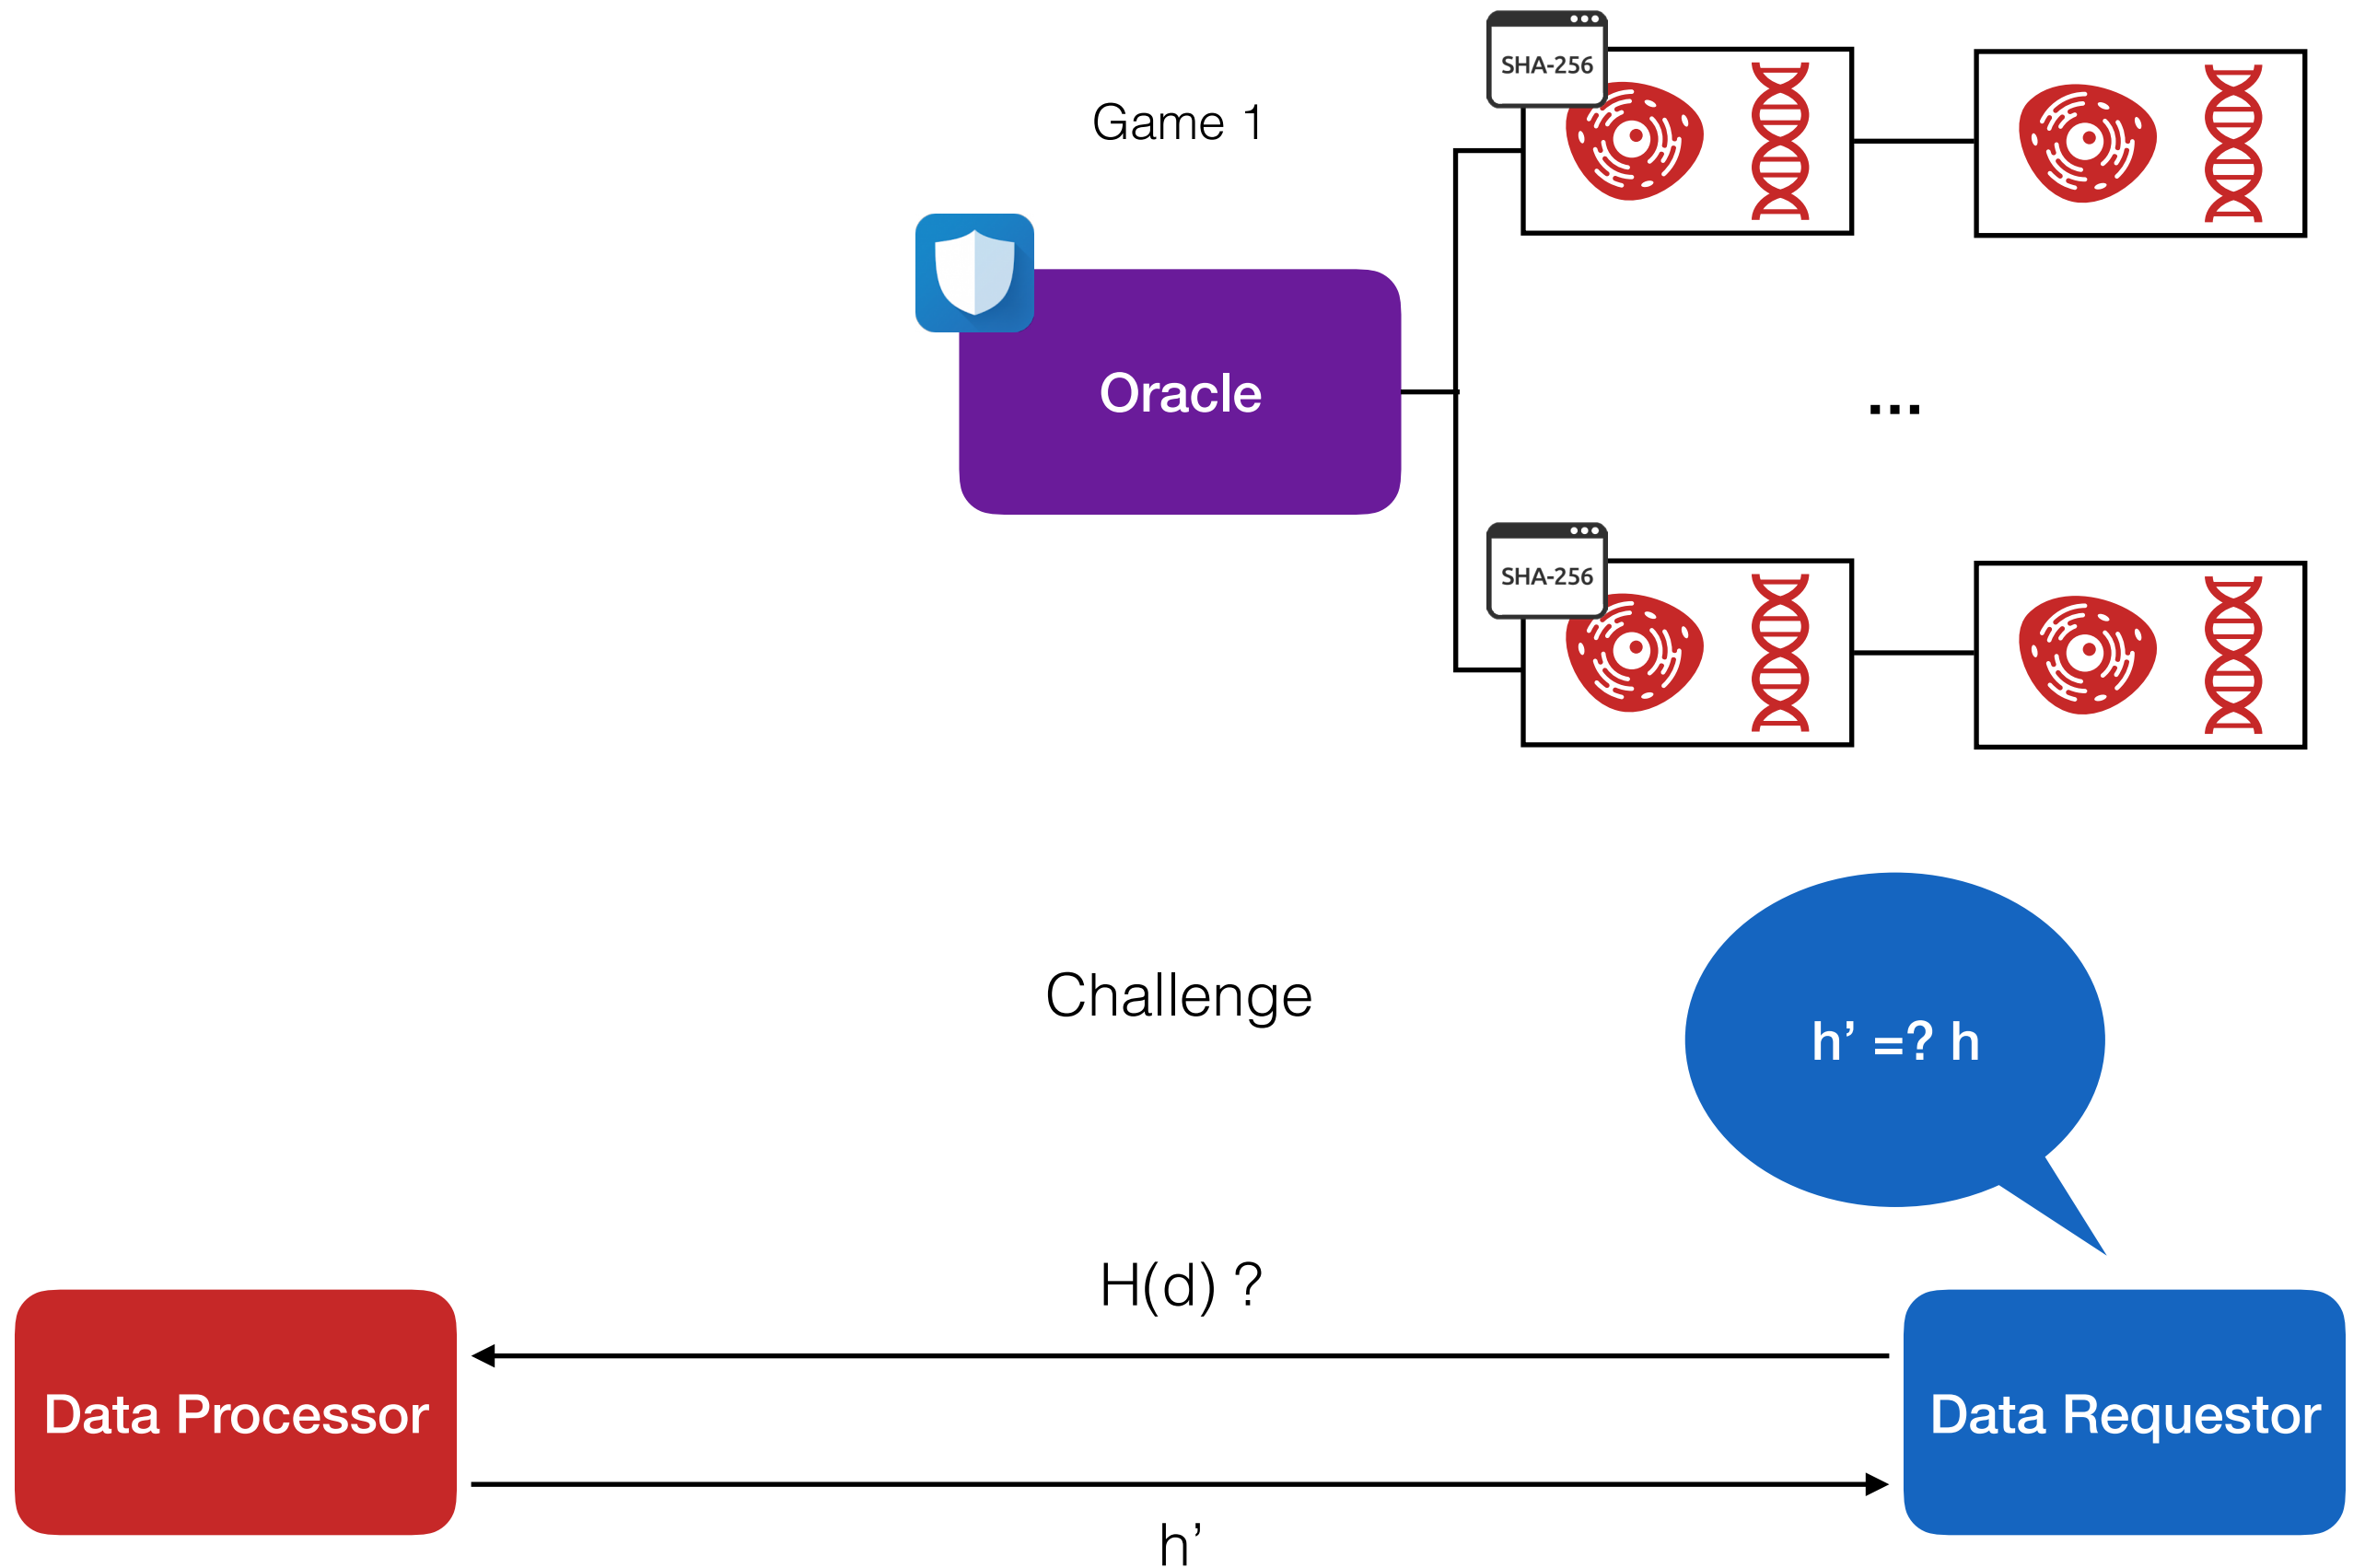 SHA-256
Game 1
Oracle
...
SHA-256
Challenge
h’ =? h
H(d) ?
Data Processor
Data Requestor
h’